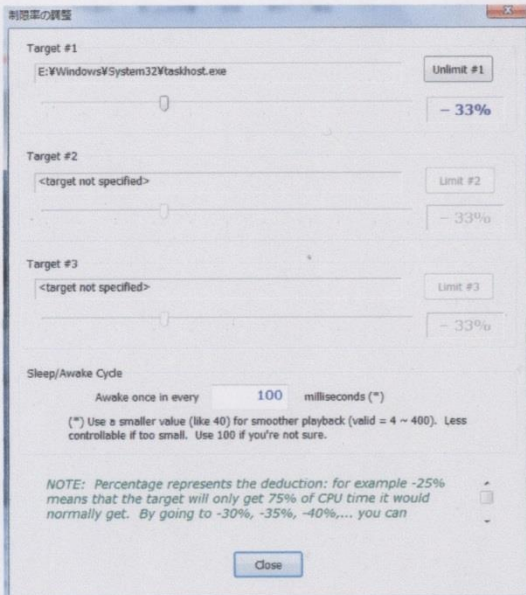 制限率の調整
Target #1
E:¥Windows¥System32¥taskhost.exe
Unlimit #1
− 33%
Target #2
<target not specified>
Limit #2
− 33%
Target #3
<target not specified>
Limit #3
− 33%
Sleep/Awake Cycle
Awake once in every 100 milliseconds (*)
(*) Use a smaller value (like 40) for smoother playback (valid = 4 ~ 400). Less
controllable if too small. Use 100 if you're not sure.
NOTE: Percentage represents the deduction: for example -25%
means that the target will only get 75% of CPU time it would
normally get. By going to -30%, -35%, -40%,... you can
Close